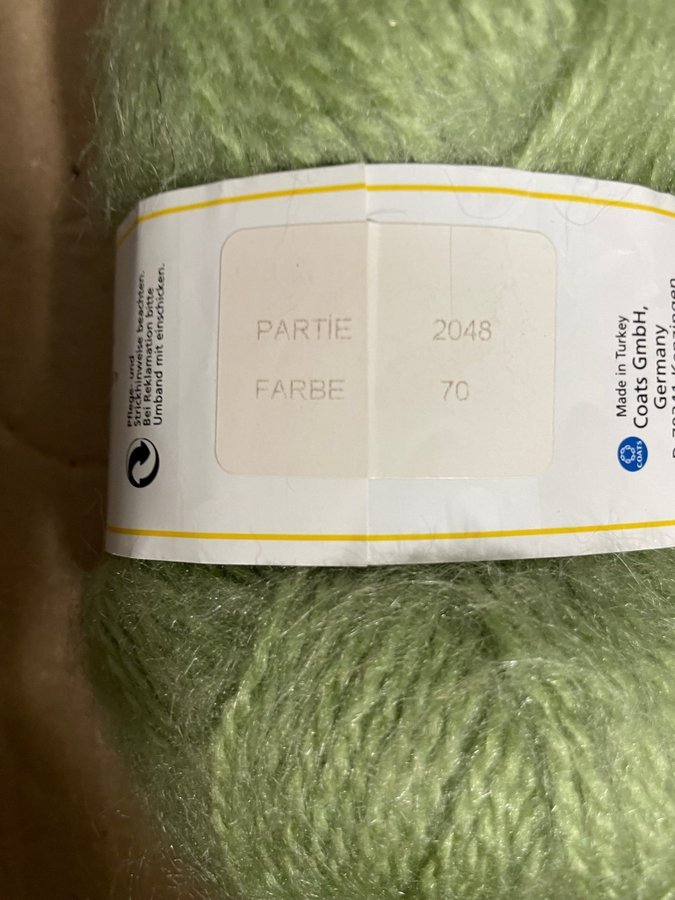 Pflege- und
Strickhinweise beachten.
Bei Reklamation bitte
Umband mit einschicken.
PARTİE 2048
FARBE 70
Made in Turkey
Coats GmbH,
Germany
COATS